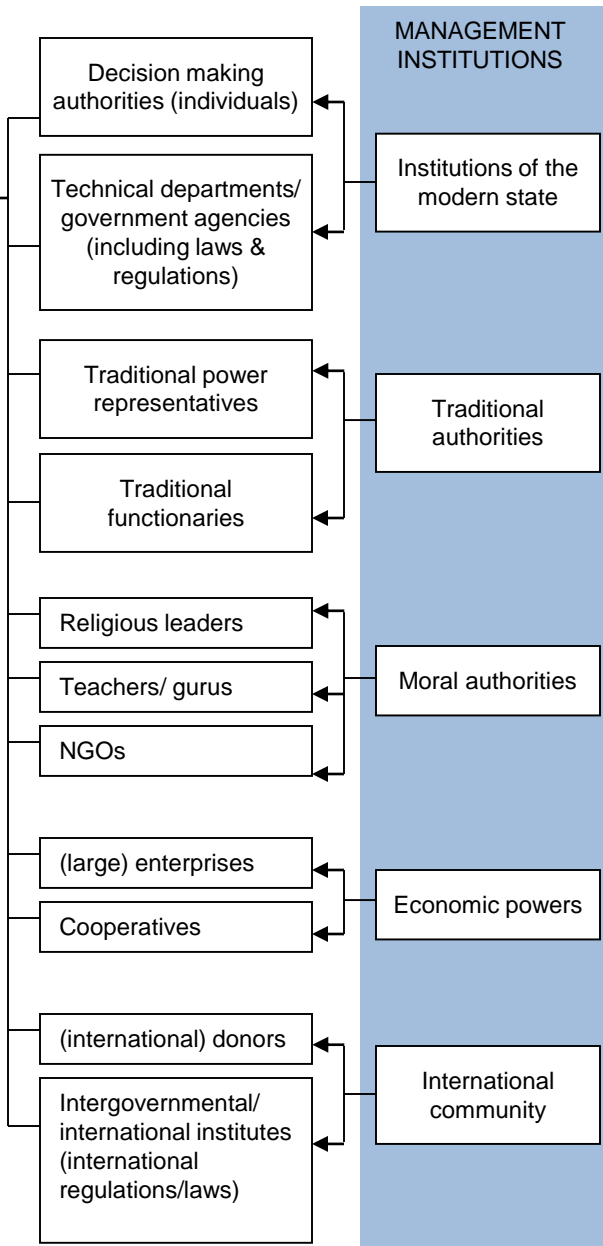 MANAGEMENT
INSTITUTIONS
Decision making
authorities (individuals)
Technical departments/
government agencies
(including laws &
regulations)
Institutions of the
modern state
Traditional power
representatives
Traditional
functionaries
Traditional
authorities
Religious leaders
Teachers/ gurus
NGOs
Moral authorities
(large) enterprises
Cooperatives
Economic powers
(international) donors
Intergovernmental/
international institutes
(international
regulations/laws)
International
community